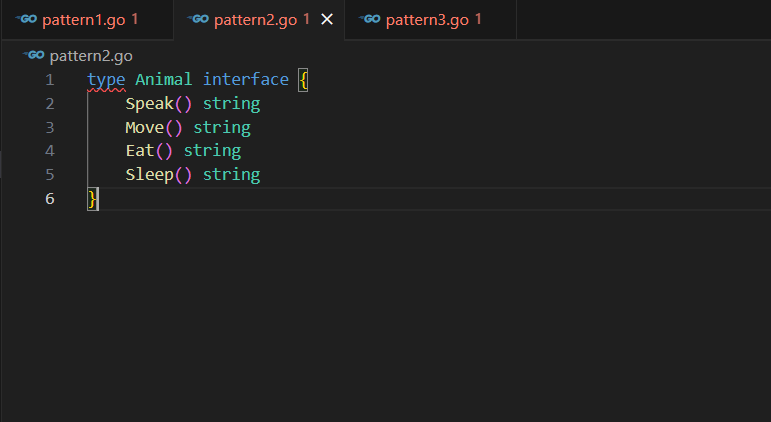 GO pattern1.go 1 GO pattern2.go 1 × GO pattern3.go 1
GO pattern2.go
1 type Animal interface {
2     Speak() string
3     Move() string
4     Eat() string
5     Sleep() string
6 }